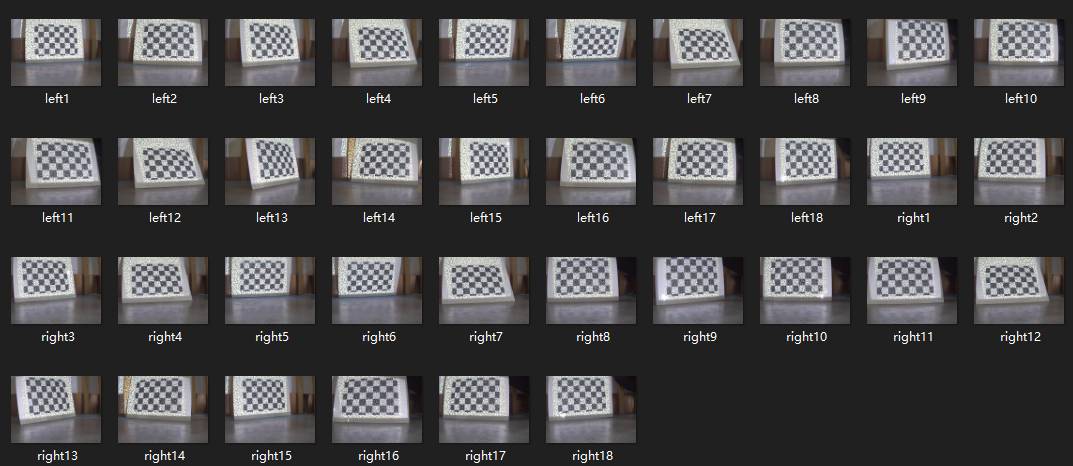 left1 left2 left3 left4 left5 left6 left7 left8 left9 left10
left11 left12 left13 left14 left15 left16 left17 left18 right1 right2
right3 right4 right5 right6 right7 right8 right9 right10 right11 right12
right13 right14 right15 right16 right17 right18